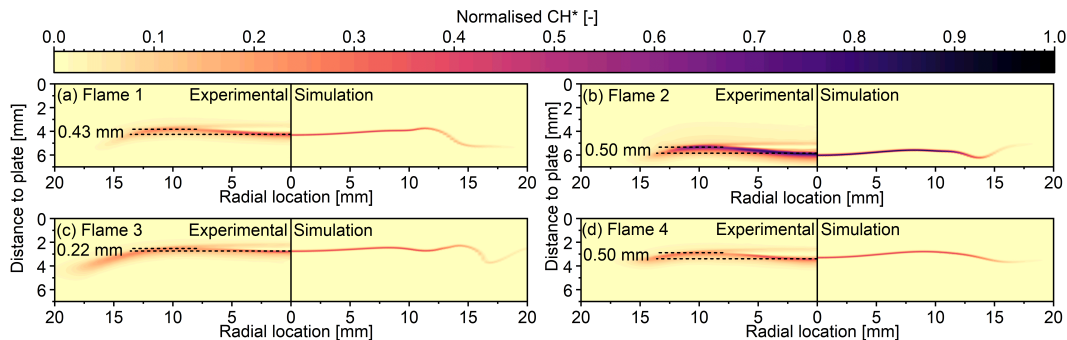 Normalised CH* [-]
0.0 0.1 0.2 0.3 0.4 0.5 0.6 0.7 0.8 0.9 1.0
Distance to plate [mm]
0
2
4
6
(a) Flame 1 Experimental Simulation
0.43 mm
20 15 10 5 0 5 10 15 20
Radial location [mm]
0
2
4
6
(b) Flame 2 Experimental Simulation
0.50 mm
20 15 10 5 0 5 10 15 20
Radial location [mm]
0
2
4
6
(c) Flame 3 Experimental Simulation
0.22 mm
20 15 10 5 0 5 10 15 20
Radial location [mm]
Distance to plate [mm]
0
2
4
6
(d) Flame 4 Experimental Simulation
0.50 mm
20 15 10 5 0 5 10 15 20
Radial location [mm]